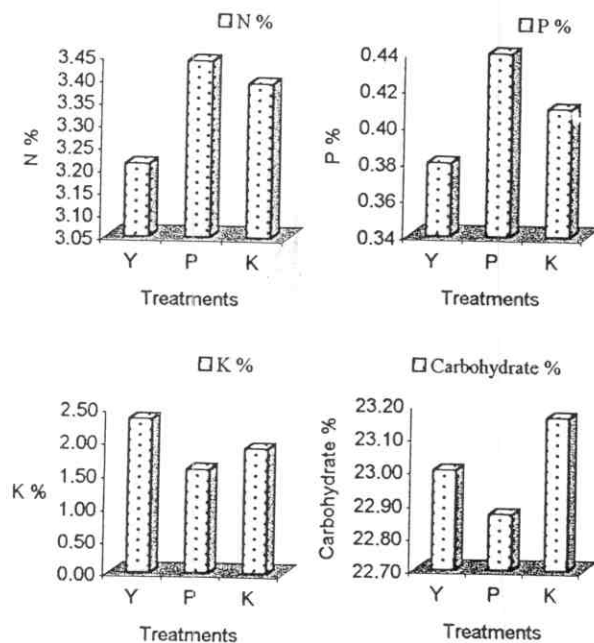 N %
3.45
3.40
3.35
3.30
3.25
3.20
3.15
3.10
3.05
N %
Y P K
Treatments
P %
0.44
0.42
0.40
0.38
0.36
0.34
P %
Y P K
Treatments
K %
2.50
2.00
1.50
1.00
0.50
0.00
K %
Y P K
Treatments
Carbohydrate %
23.20
23.10
23.00
22.90
22.80
22.70
Carbohydrate %
Y P K
Treatments